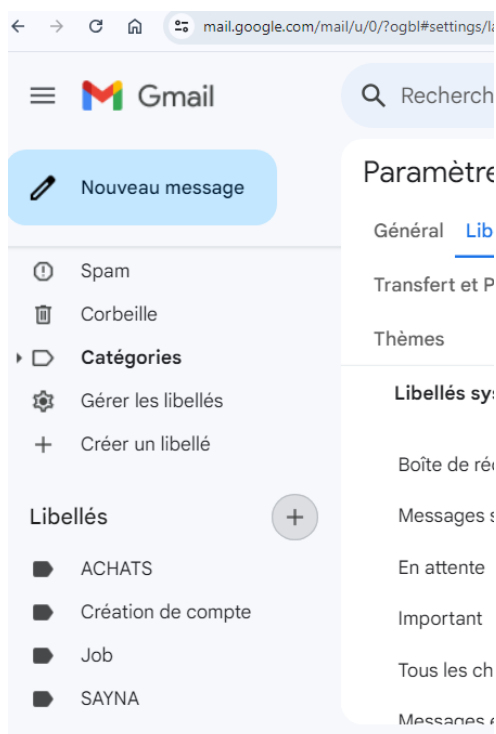 mail.google.com/mail/u/0/?ogbl#settings/la
Gmail
Recherch
Nouveau message
Paramètre
Général Lib
Transfert et P
Thèmes
Spam
Corbeille
Catégories
Gérer les libellés
Créer un libellé
Libellés
ACHATS
Création de compte
Job
SAYNA
Libellés sys
Boîte de réc
Messages s
En attente
Important
Tous les ch
Messages e